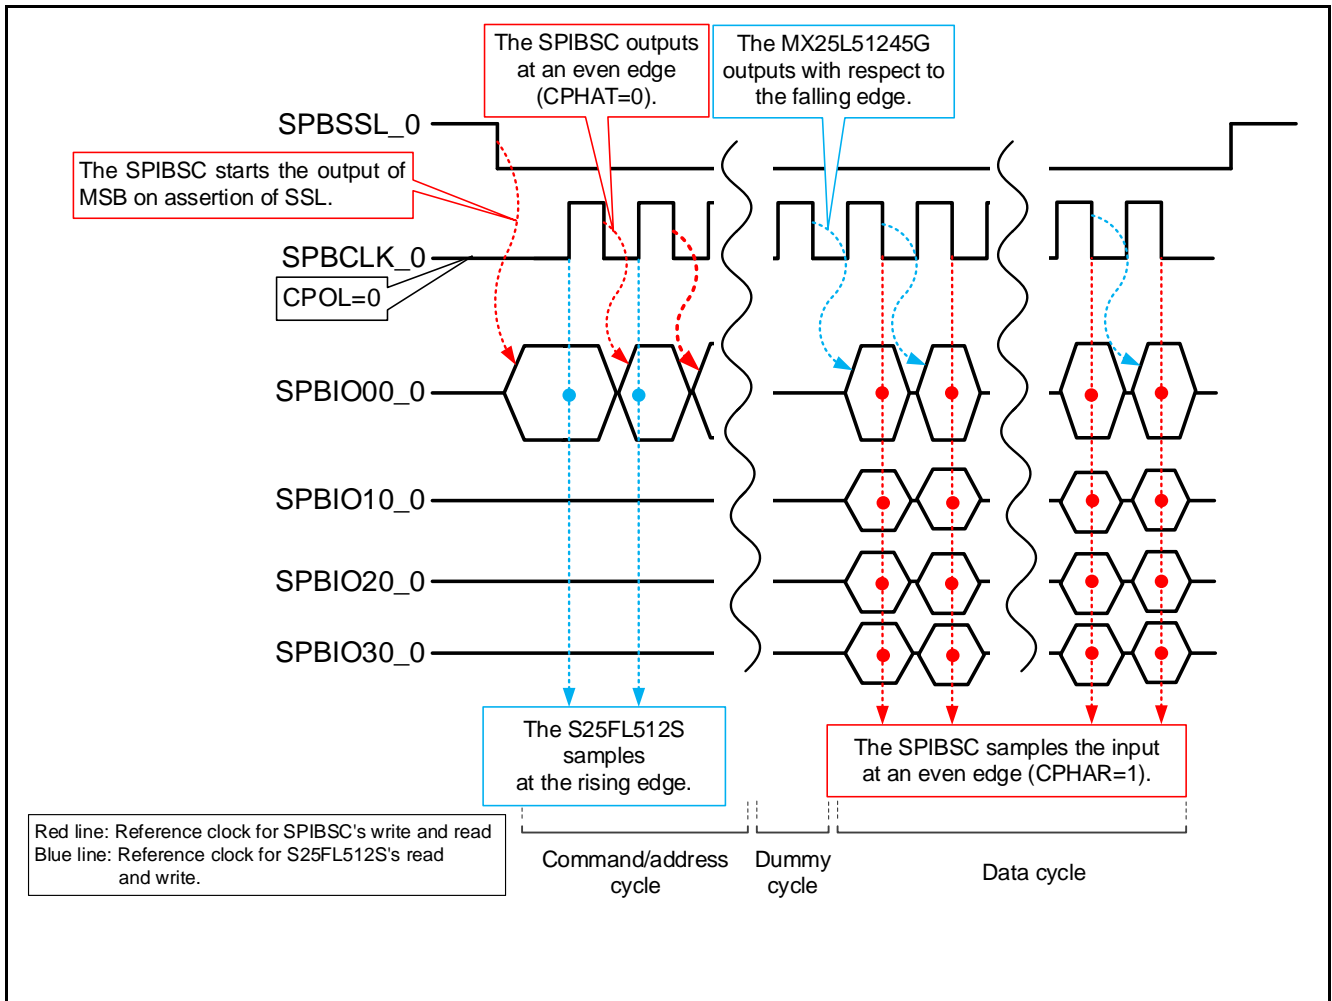 The SPIBSC outputs
at an even edge
(CPHAT=0).
The MX25L51245G
outputs with respect to
the falling edge.
SPBSSL_0
The SPIBSC starts the output of
MSB on assertion of SSL.
SPBCLK_0
CPOL=0
SPBIO00_0
SPBIO10_0
SPBIO20_0
SPBIO30_0
The S25FL512S
samples
at the rising edge.
The SPIBSC samples the input
at an even edge (CPHAR=1).
Red line: Reference clock for SPIBSC's write and read
Blue line: Reference clock for S25FL512S's read
and write.
Command/address
cycle
Dummy
cycle
Data cycle